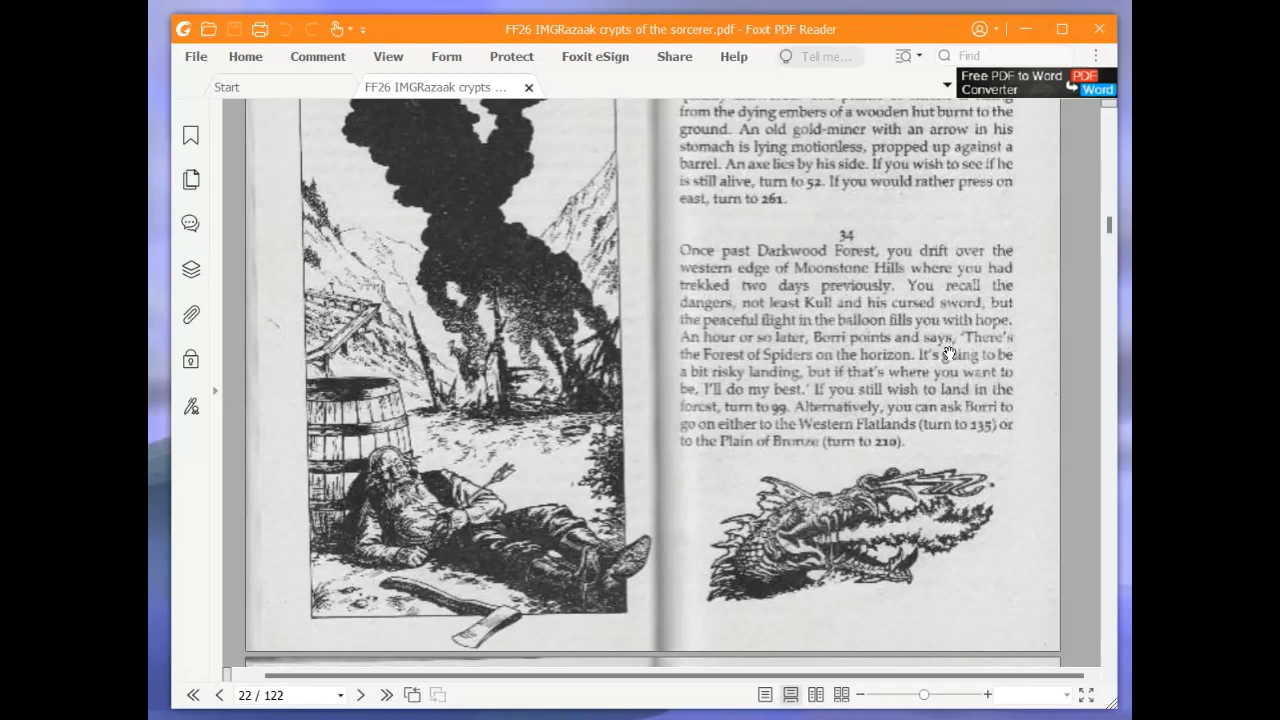 FF26 IMGRazaak crypts of the sorcerer.pdf - Foxit PDF Reader
File Home Comment View Form Protect Foxit eSign Share Help Tell me... Find
Start FF26 IMGRazaak crypts ... Free PDF to Word Converter PDF Word
from the dying embers of a wooden hut burnt to the
ground. An old gold-miner with an arrow in his
stomach is lying motionless, propped up against a
barrel. An axe lies by his side. If you wish to see if he
is still alive, turn to 52. If you would rather press on
east, turn to 261.
34
Once past Darkwood Forest, you drift over the
western edge of Moonstone Hills where you had
trekked two days previously. You recall the
dangers, not least Kull and his cursed sword, but
the peaceful flight in the balloon fills you with hope.
An hour or so later, Borri points and says, 'There's
the Forest of Spiders on the horizon. It's going to be
a bit risky landing, but if that's where you want to
be, I'll do my best.' If you still wish to land in the
forest, turn to 99. Alternatively, you can ask Borri to
go on either to the Western Flatlands (turn to 135) or
to the Plain of Bronze (turn to 210).
22 / 122